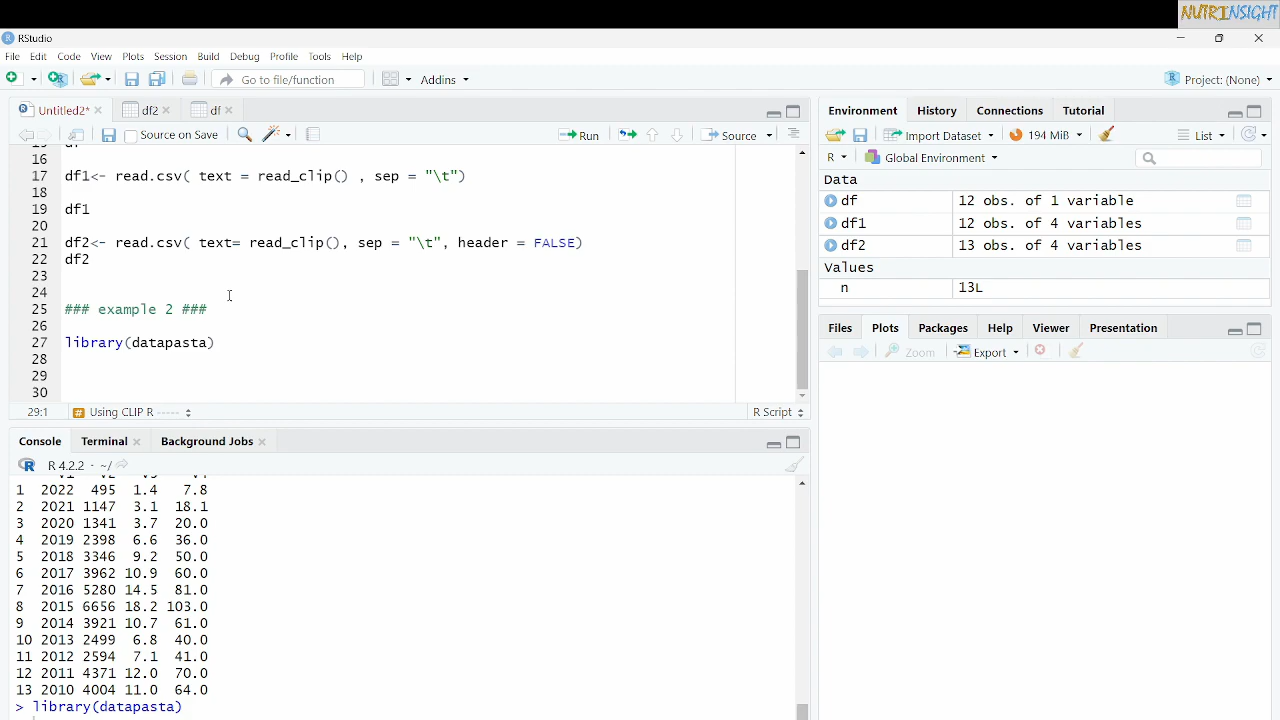 NUTRINSIGHT
RStudio
File Edit Code View Plots Session Build Debug Profile Tools Help
Go to file/function Addins Project: (None)
Untitled2* df2 df
Source on Save Run Source
16
17 df1<- read.csv( text = read_clip() , sep = "\t")
18
19 df1
20
21 df2<- read.csv( text= read_clip(), sep = "\t", header = FALSE)
22 df2
23
24
25 ### example 2 ###
26
27 library(datapasta)
28
29
30
29:1 # Using CLIP R ----- R Script
Console Terminal Background Jobs
R 4.2.2 · ~/
1 2022 495 1.4 7.8
2 2021 1147 3.1 18.1
3 2020 1341 3.7 20.0
4 2019 2398 6.6 36.0
5 2018 3346 9.2 50.0
6 2017 3962 10.9 60.0
7 2016 5280 14.5 81.0
8 2015 6656 18.2 103.0
9 2014 3921 10.7 61.0
10 2013 2499 6.8 40.0
11 2012 2594 7.1 41.0
12 2011 4371 12.0 70.0
13 2010 4004 11.0 64.0
> library(datapasta)
Environment History Connections Tutorial
Import Dataset 194 MiB List
R Global Environment
Data
df 12 obs. of 1 variable
df1 12 obs. of 4 variables
df2 13 obs. of 4 variables
Values
n 13L
Files Plots Packages Help Viewer Presentation
Zoom Export